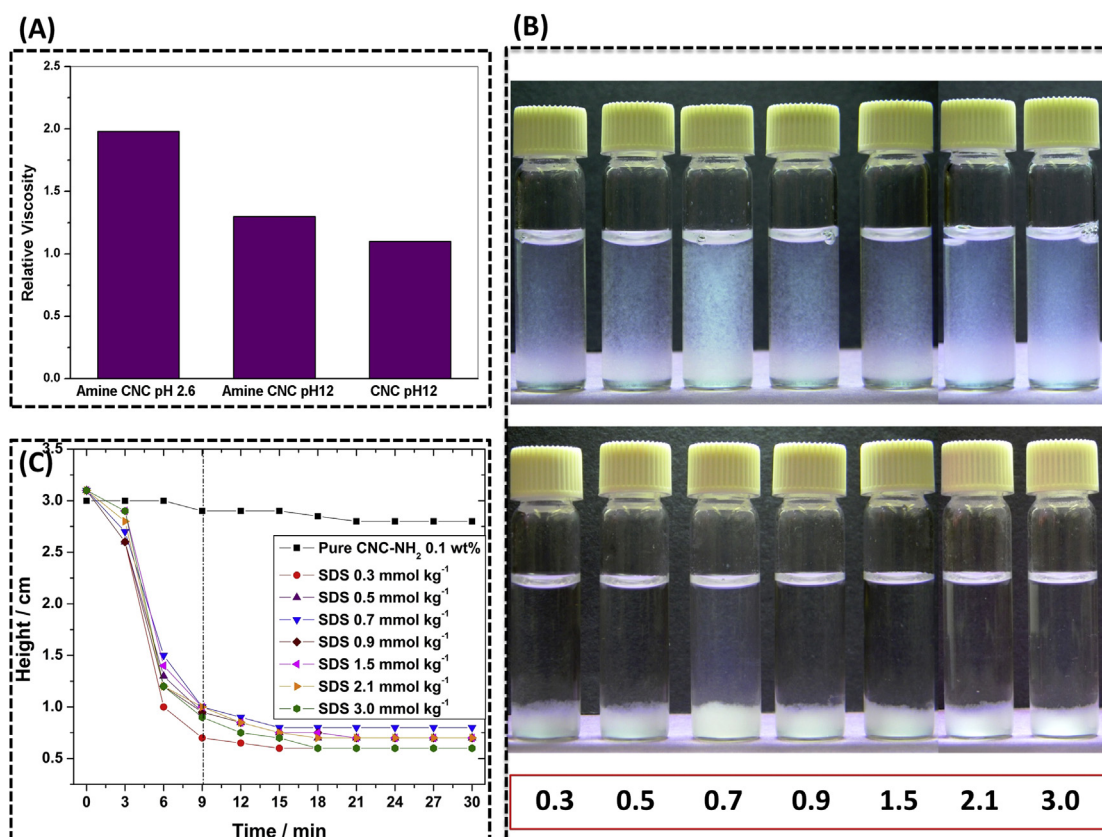 (A)
2.5
2.0
1.5
1.0
0.5
0.0
Relative Viscosity
Amine CNC pH 2.6
Amine CNC pH12
CNC pH12
(B)
0.3
0.5
0.7
0.9
1.5
2.1
3.0
(C)
3.5
3.0
2.5
2.0
1.5
1.0
0.5
Height / cm
Pure CNC-NH₂ 0.1 wt%
SDS 0.3 mmol kg⁻¹
SDS 0.5 mmol kg⁻¹
SDS 0.7 mmol kg⁻¹
SDS 0.9 mmol kg⁻¹
SDS 1.5 mmol kg⁻¹
SDS 2.1 mmol kg⁻¹
SDS 3.0 mmol kg⁻¹
0 3 6 9 12 15 18 21 24 27 30
Time / min